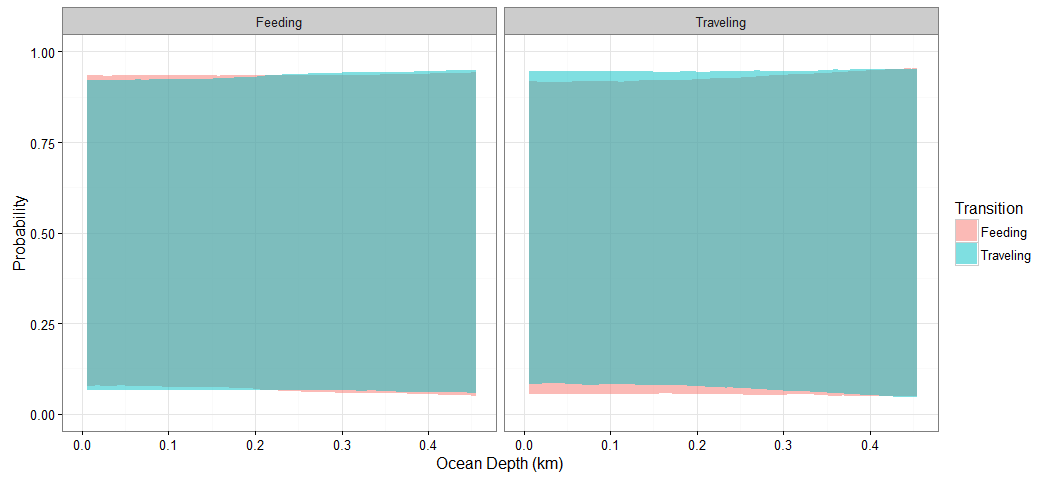 Feeding
Traveling
1.00
0.75
0.50
0.25
0.00
Probability
0.0 0.1 0.2 0.3 0.4
0.0 0.1 0.2 0.3 0.4
Ocean Depth (km)
Transition
Feeding
Traveling